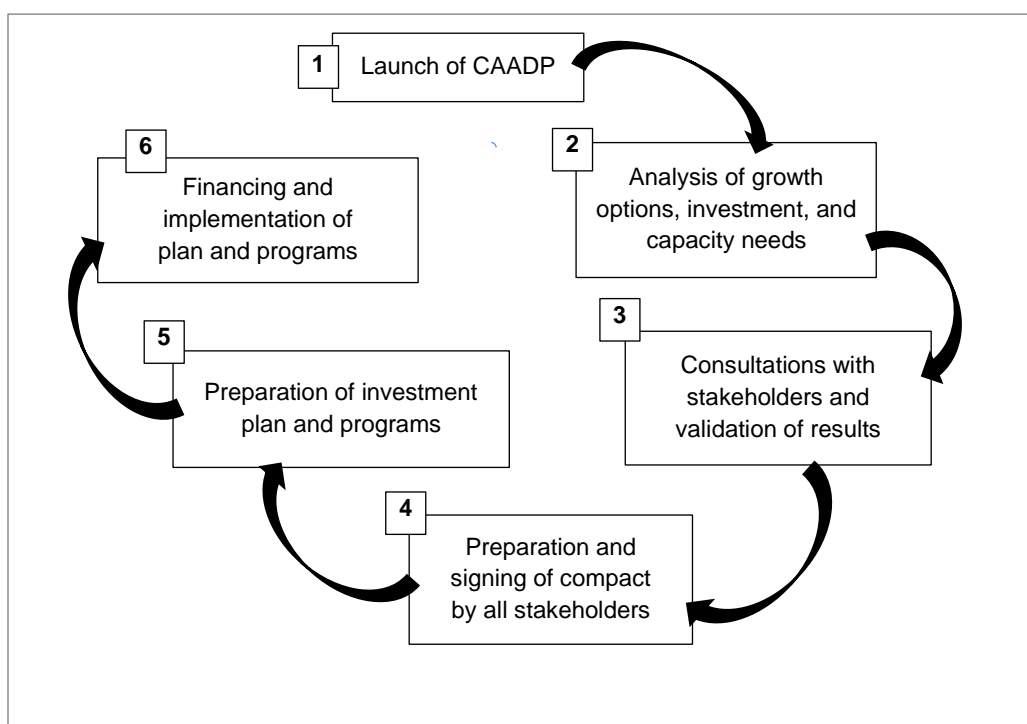 1
Launch of CAADP
2
Analysis of growth
options, investment, and
capacity needs
3
Consultations with
stakeholders and
validation of results
4
Preparation and
signing of compact
by all stakeholders
5
Preparation of investment
plan and programs
6
Financing and
implementation of
plan and programs